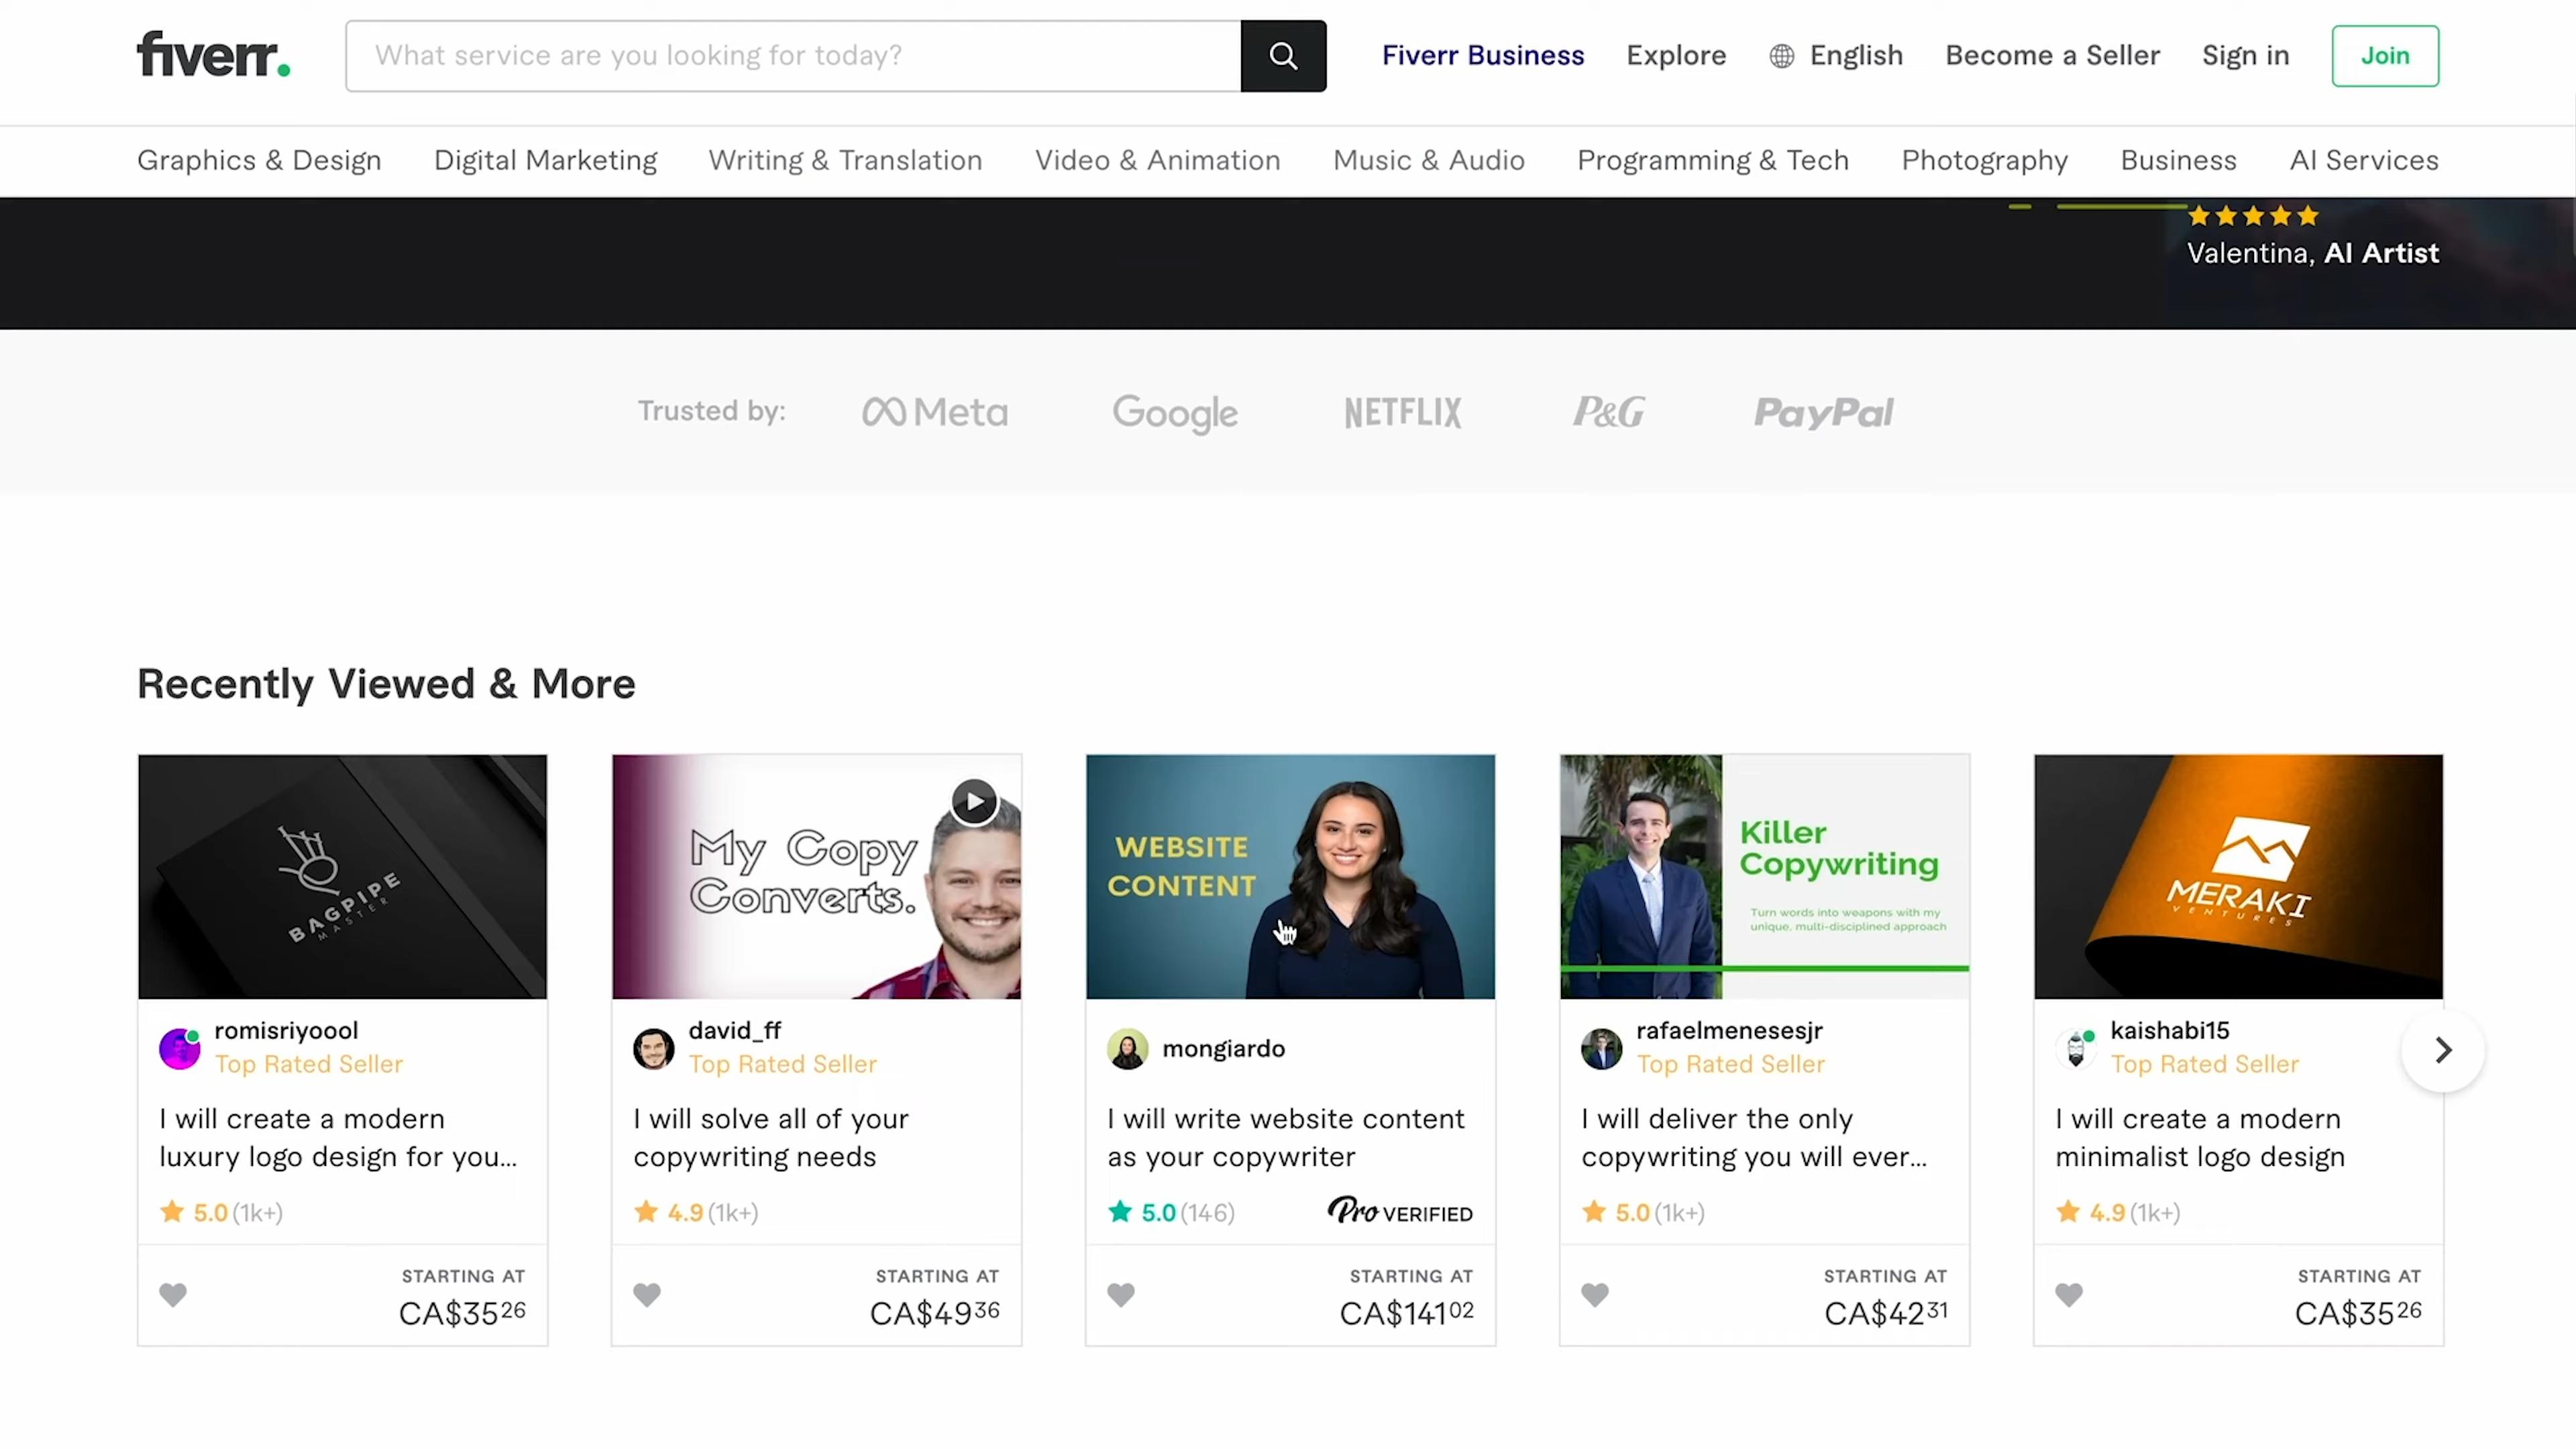 fiverr.
What service are you looking for today?
Fiverr Business
Explore
English
Become a Seller
Sign in
Join
Graphics & Design
Digital Marketing
Writing & Translation
Video & Animation
Music & Audio
Programming & Tech
Photography
Business
AI Services
Valentina, AI Artist
Trusted by:
Meta
Google
NETFLIX
P&G
PayPal
Recently Viewed & More
BAGPIPE
MASTER
romisriyoool
Top Rated Seller
I will create a modern
luxury logo design for you...
5.0 (1k+)
STARTING AT
CA$35 26
My Copy
Converts.
david_ff
Top Rated Seller
I will solve all of your
copywriting needs
4.9 (1k+)
STARTING AT
CA$49 36
WEBSITE
CONTENT
mongiardo
I will write website content
as your copywriter
5.0 (146)
Pro VERIFIED
STARTING AT
CA$141 02
Killer
Copywriting
Turn words into weapons with my
unique, multi-disciplined approach
rafaelmenesesjr
Top Rated Seller
I will deliver the only
copywriting you will ever...
5.0 (1k+)
STARTING AT
CA$42 31
MERAKI
VENTURES
kaishabi15
Top Rated Seller
I will create a modern
minimalist logo design
4.9 (1k+)
STARTING AT
CA$35 26